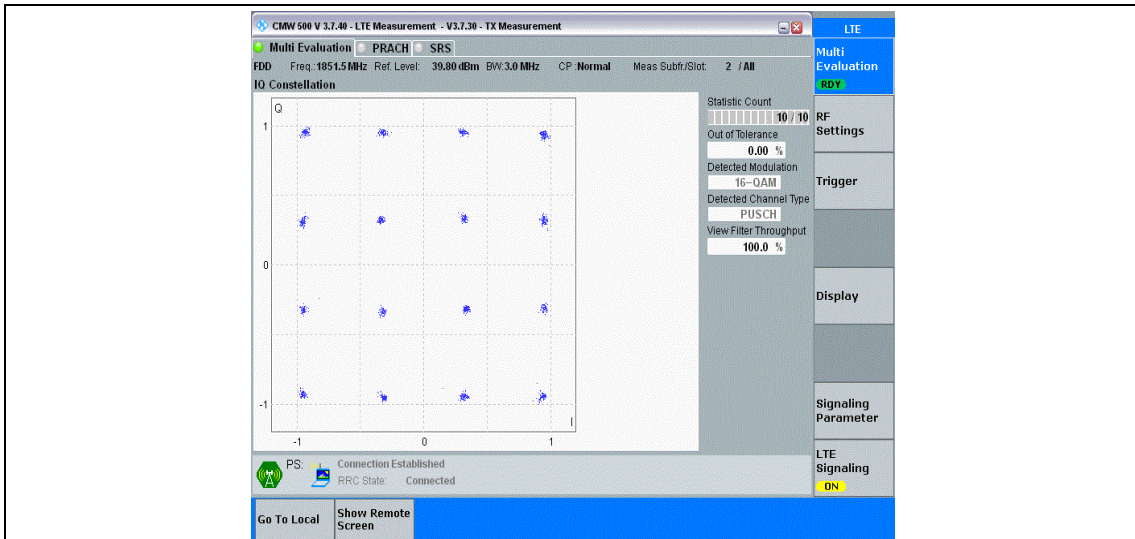 CMW 500 V 3.7.40 - LTE Measurement - V3.7.30 - TX Measurement
LTE
Multi Evaluation PRACH SRS
FDD Freq.:1851.5 MHz Ref. Level: 39.80 dBm BW:3.0 MHz CP :Normal Meas Subfr./Slot: 2 / All
IQ Constellation
Q
1
0
-1
-1 0 1
I
Statistic Count
10 / 10
Out of Tolerance
0.00 %
Detected Modulation
16-QAM
Detected Channel Type
PUSCH
View Filter Throughput
100.0 %
Multi
Evaluation
RDY
RF
Settings
Trigger
Display
Signaling
Parameter
LTE
Signaling
ON
PS: Connection Established
RRC State: Connected
Go To Local
Show Remote
Screen